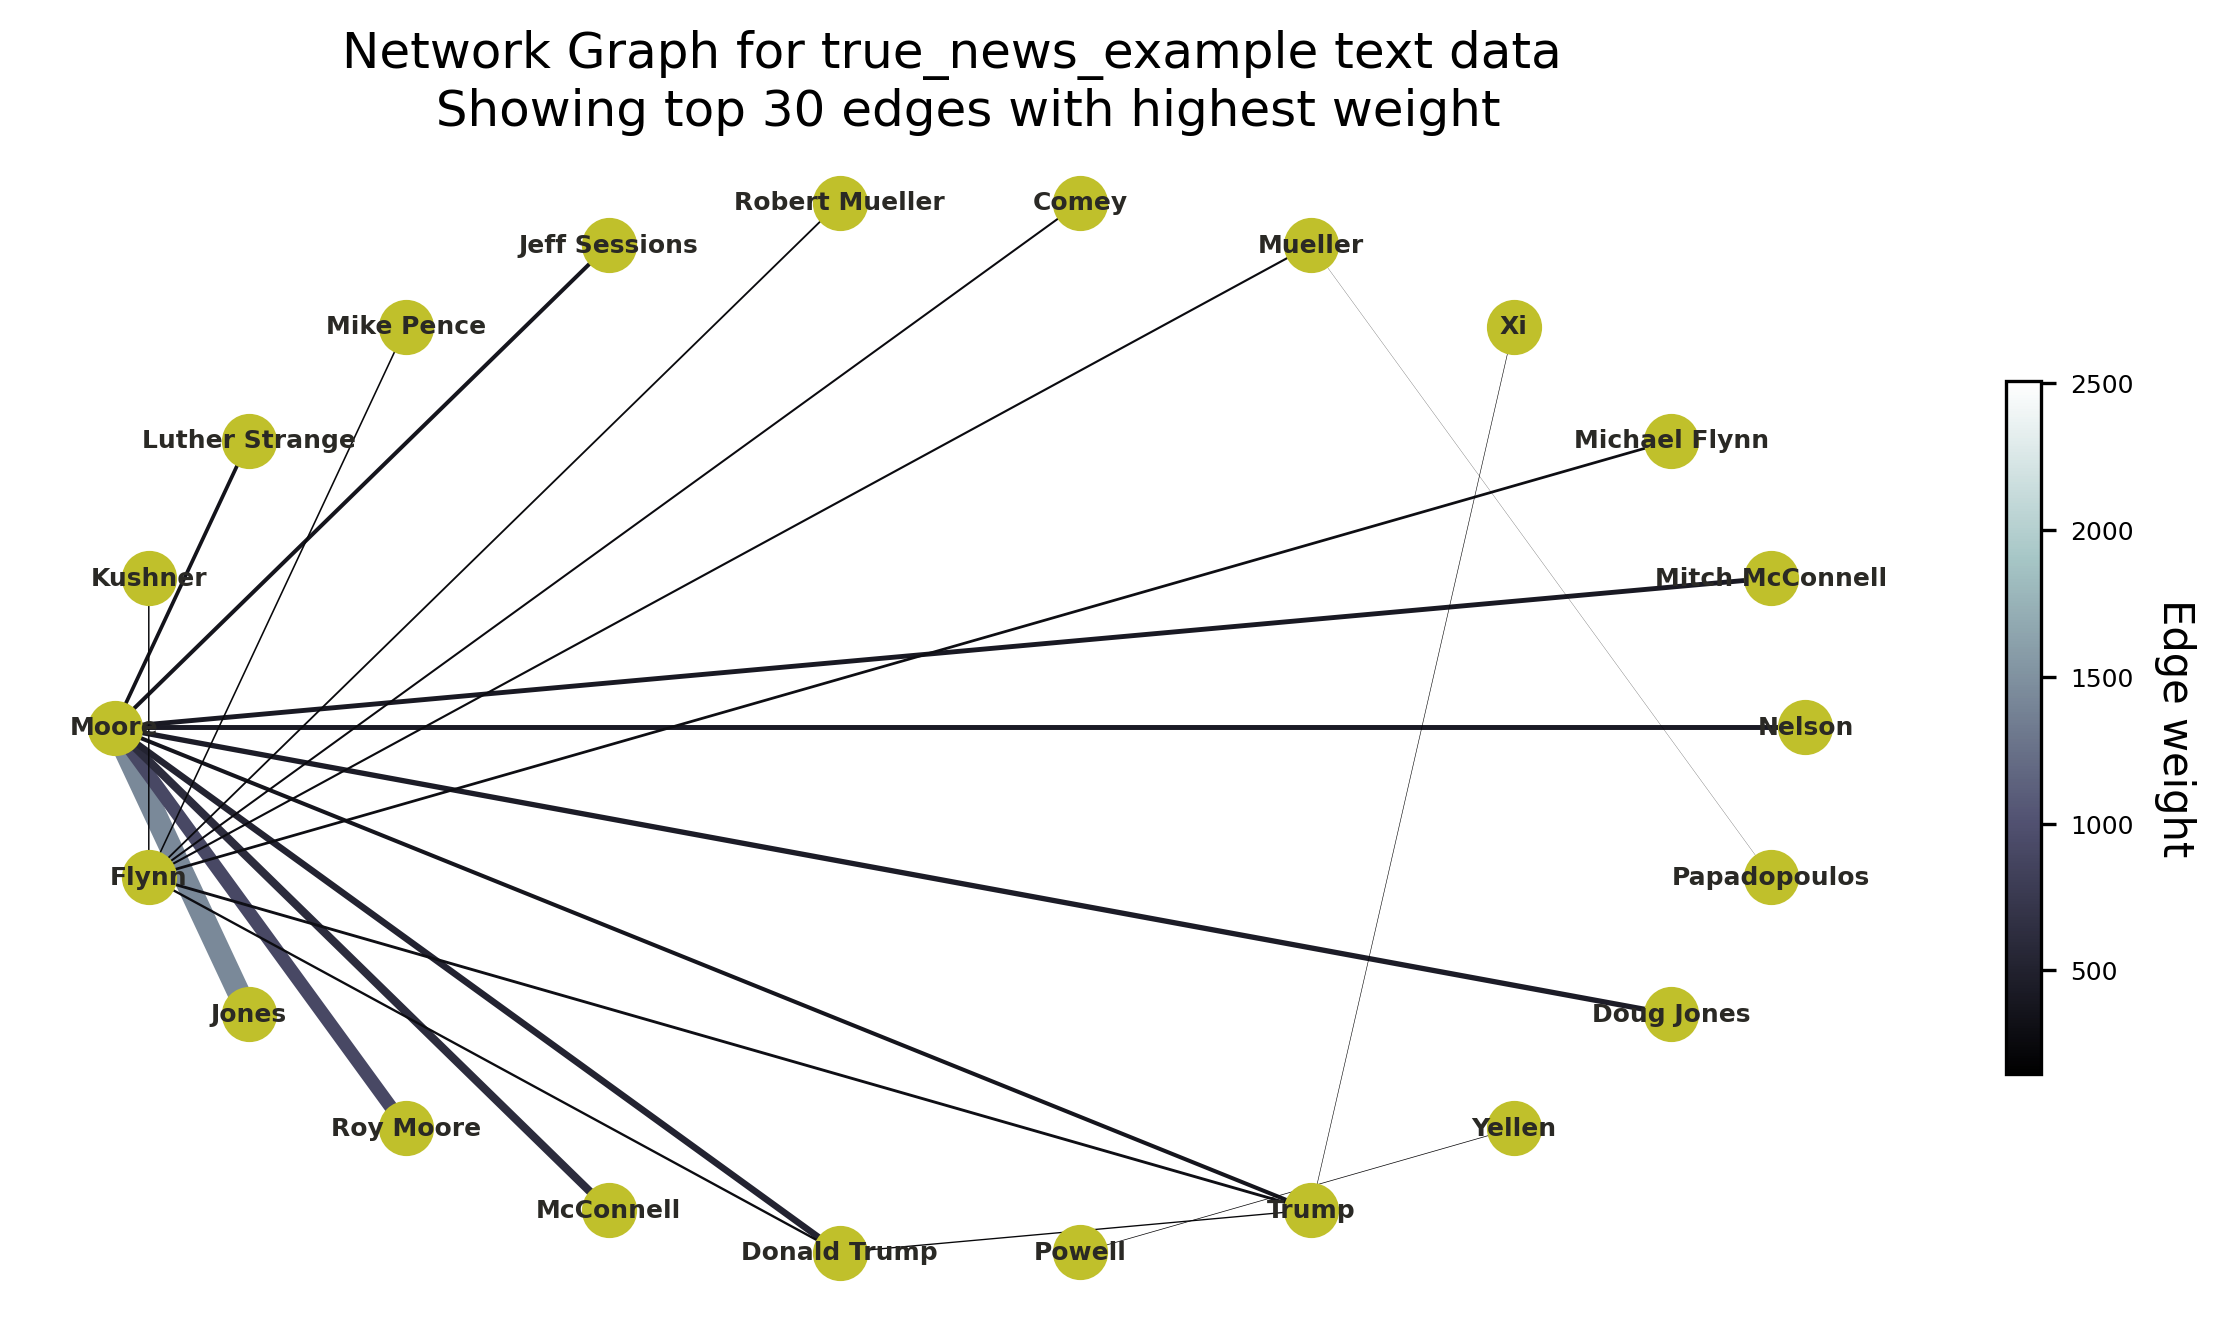 Network Graph for true_news_example text data
Showing top 30 edges with highest weight
Robert Mueller
Comey
Jeff Sessions
Mueller
Mike Pence
Xi
Luther Strange
Michael Flynn
Kushner
Mitch McConnell
Moore
Nelson
Flynn
Papadopoulos
Jones
Doug Jones
Roy Moore
Yellen
McConnell
Trump
Donald Trump
Powell
2500
2000
1500
1000
500
Edge weight